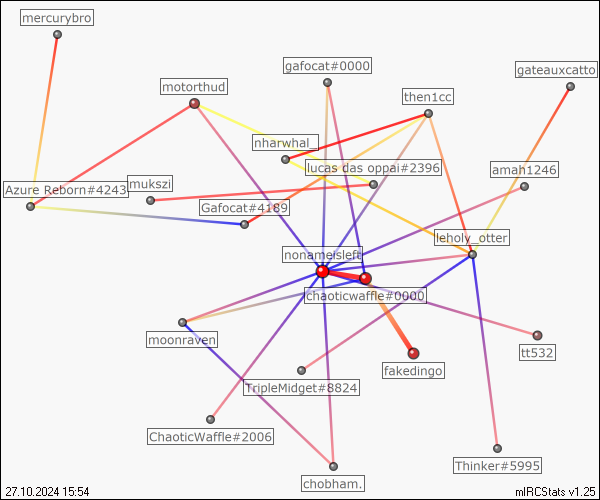 mercurybro
gafocat#0000
gateauxcatto
motorthud
then1cc
nharwhal_
lucas das oppai#2396
amah1246
Azure Reborn#4243
mukszi
Gafocat#4189
leholy_otter
nonameisleft
chaoticwaffle#0000
moonraven
tt532
fakedingo
TripleMidget#8824
ChaoticWaffle#2006
Thinker#5995
chobham.
27.10.2024 15:54
mIRCStats v1.25